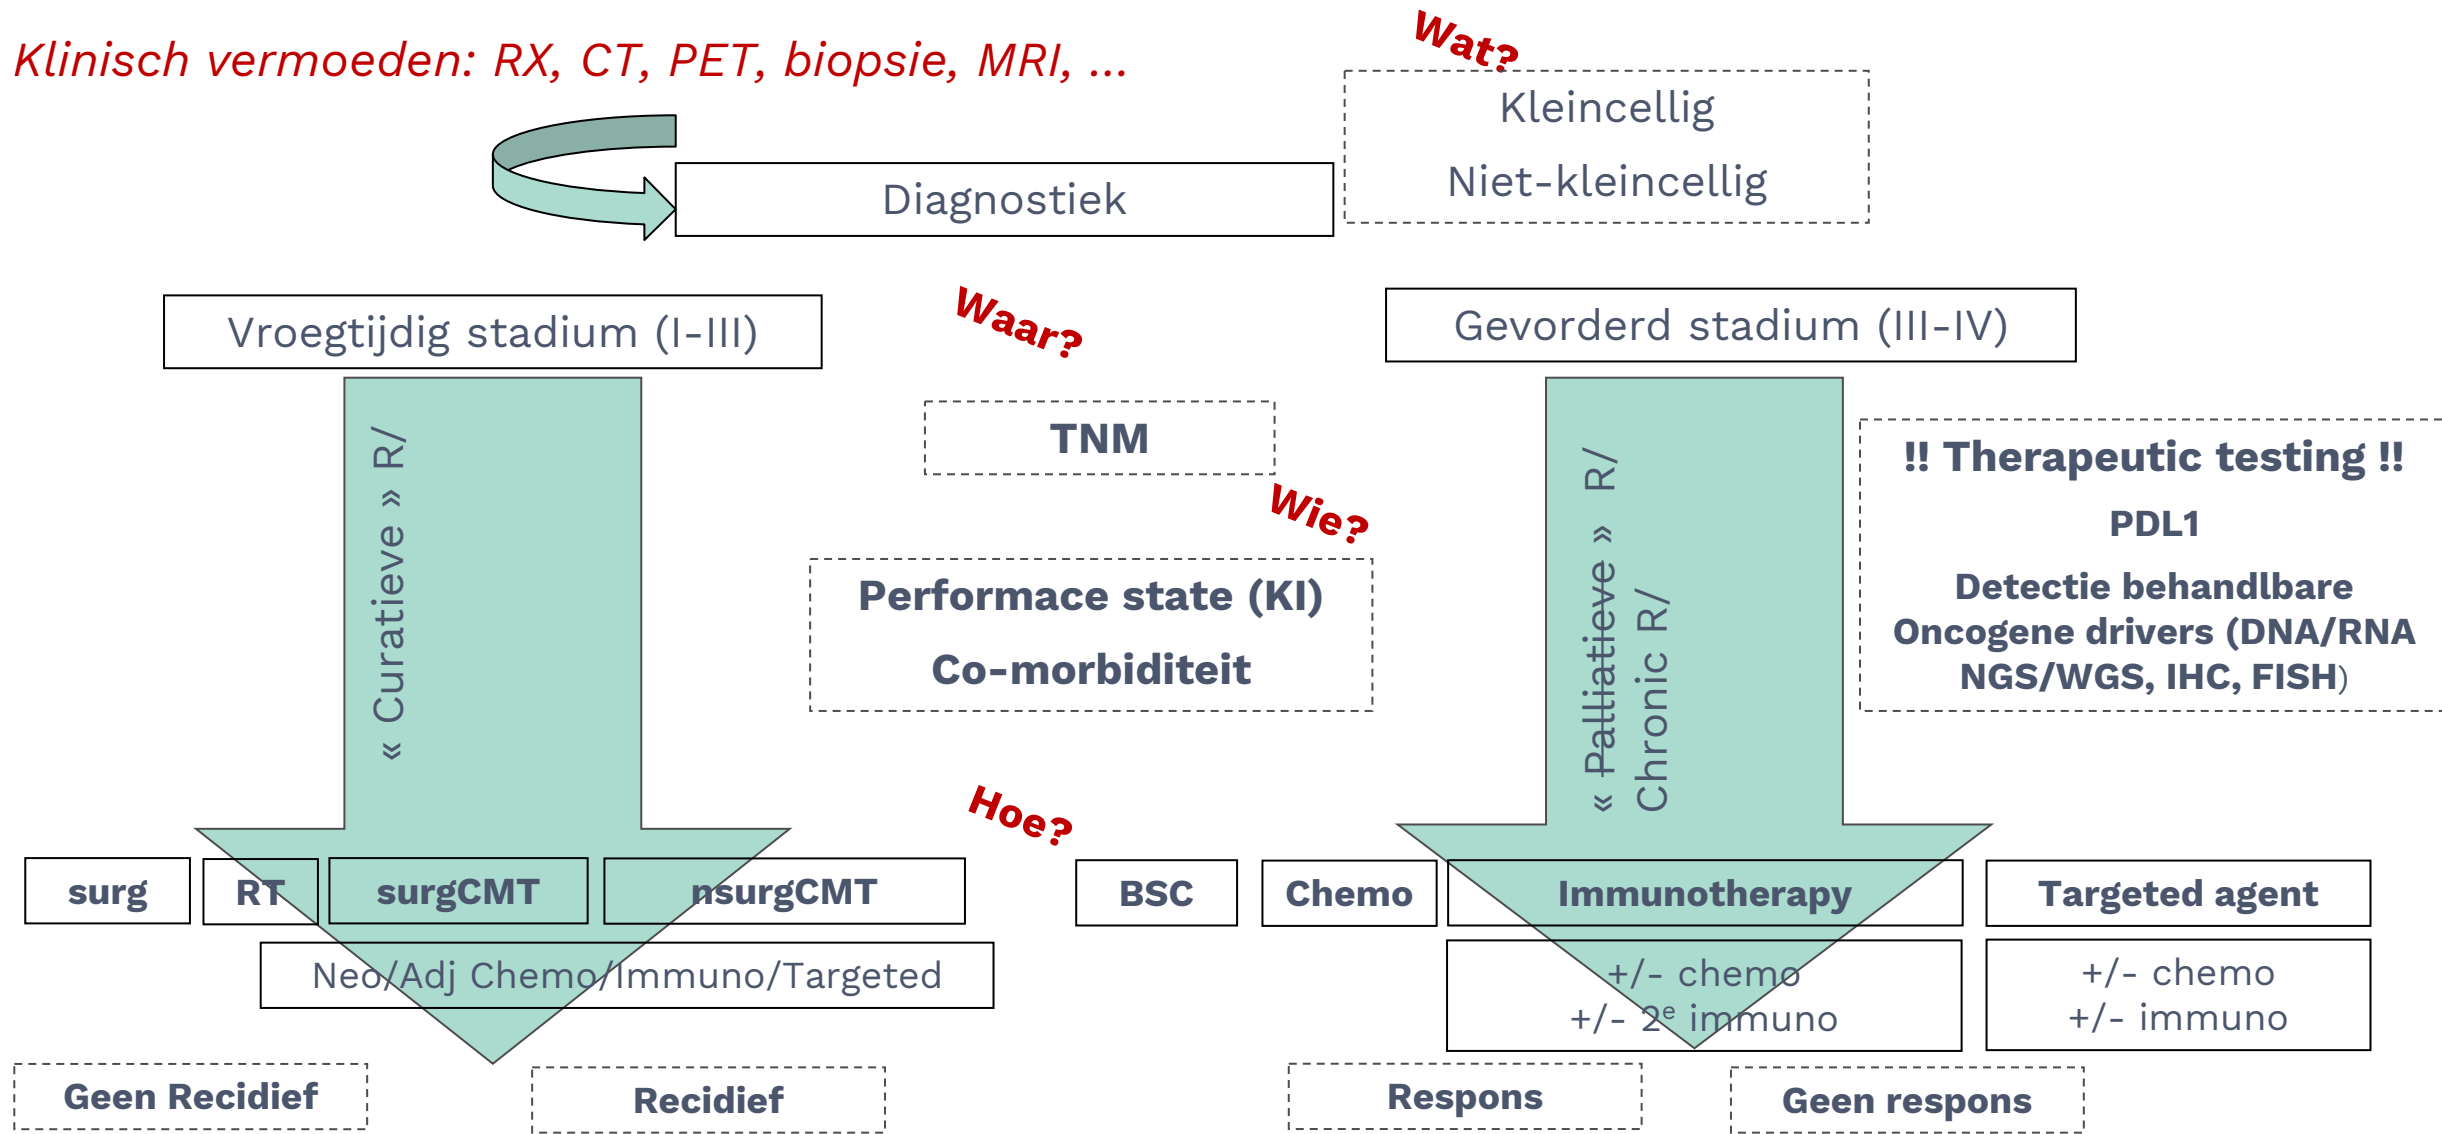 Klinisch vermoeden: RX, CT, PET, biopsie, MRI, ...
Wat?
Kleincellig
Niet-kleincellig
Diagnostiek
Vroegtijdig stadium (I-III)
Waar?
Gevorderd stadium (III-IV)
TNM
Wie?
Performace state (KI)
Co-morbiditeit
« Curatieve » R/
« Palliatieve » R/
Chronic R/
!! Therapeutic testing !!
PDL1
Detectie behandlbare
Oncogene drivers (DNA/RNA
NGS/WGS, IHC, FISH)
Hoe?
surg
RT
surgCMT
nsurgCMT
Neo/Adj Chemo/Immuno/Targeted
BSC
Chemo
Immunotherapy
Targeted agent
+/- chemo
+/- 2e immuno
+/- chemo
+/- immuno
Geen Recidief
Recidief
Respons
Geen respons